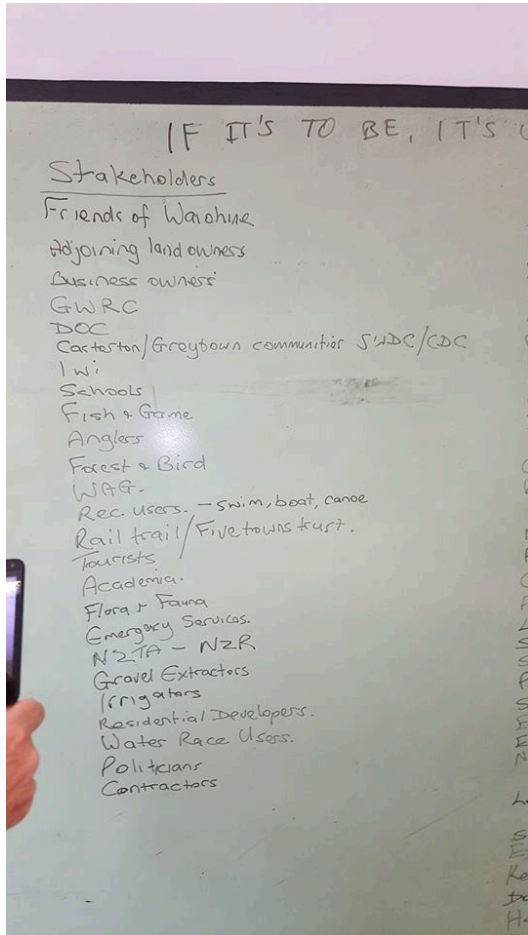 IF IT'S TO BE, IT'S
Stakeholders
Friends of Waiohine
Adjoining land owners
Business owners
GWRC
DOC
Carterton/Greytown communities SWDC/CDC
Iwi
Schools
Fish & Game
Anglers
Forest & Bird
WAG.
Rec. users. - swim, boat, canoe
Rail trail/Five towns trust.
Tourists
Academia.
Flora & Fauna
Emergency Services.
NZTA - NZR
Gravel Extractors
Irrigators
Residential Developers.
Water Race Users.
Politicians
Contractors